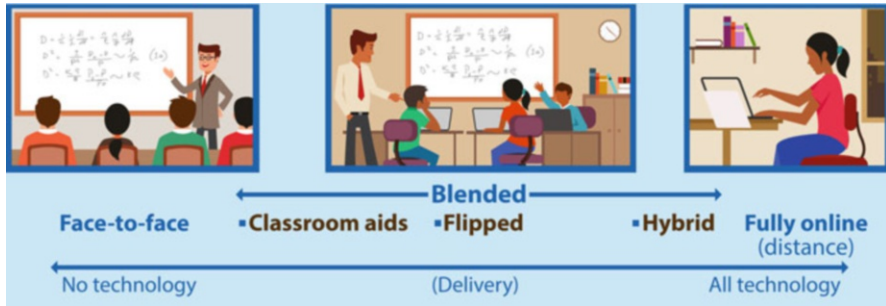 Blended
Face-to-face ▪Classroom aids ▪Flipped ▪Hybrid Fully online
(distance)
No technology (Delivery) All technology